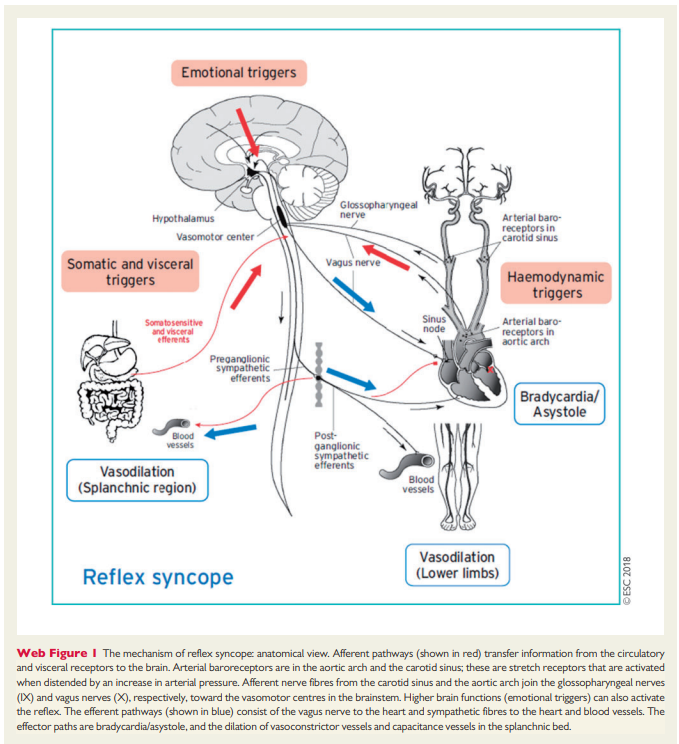 Emotional triggers
Hypothalamus
Vasomotor center
Glossopharyngeal
nerve
Arterial baro-
receptors in
carotid sinus
Somatic and visceral
triggers
Vagus nerve
Haemodynamic
triggers
Somatosensitive
and visceral
efferents
Sinus
node
Arterial baro-
receptors in
aortic arch
Preganglionic
sympathetic
efferents
Bradycardia/
Asystole
Blood
vessels
Post-
ganglionic
sympathetic
efferents
Blood
vessels
Vasodilation
(Splanchnic region)
Vasodilation
(Lower limbs)
Reflex syncope
©ESC 2018
Web Figure 1 The mechanism of reflex syncope: anatomical view. Afferent pathways (shown in red) transfer information from the circulatory
and visceral receptors to the brain. Arterial baroreceptors are in the aortic arch and the carotid sinus; these are stretch receptors that are activated
when distended by an increase in arterial pressure. Afferent nerve fibres from the carotid sinus and the aortic arch join the glossopharyngeal nerves
(IX) and vagus nerves (X), respectively, toward the vasomotor centres in the brainstem. Higher brain functions (emotional triggers) can also activate
the reflex. The efferent pathways (shown in blue) consist of the vagus nerve to the heart and sympathetic fibres to the heart and blood vessels. The
effector paths are bradycardia/asystole, and the dilation of vasoconstrictor vessels and capacitance vessels in the splanchnic bed.